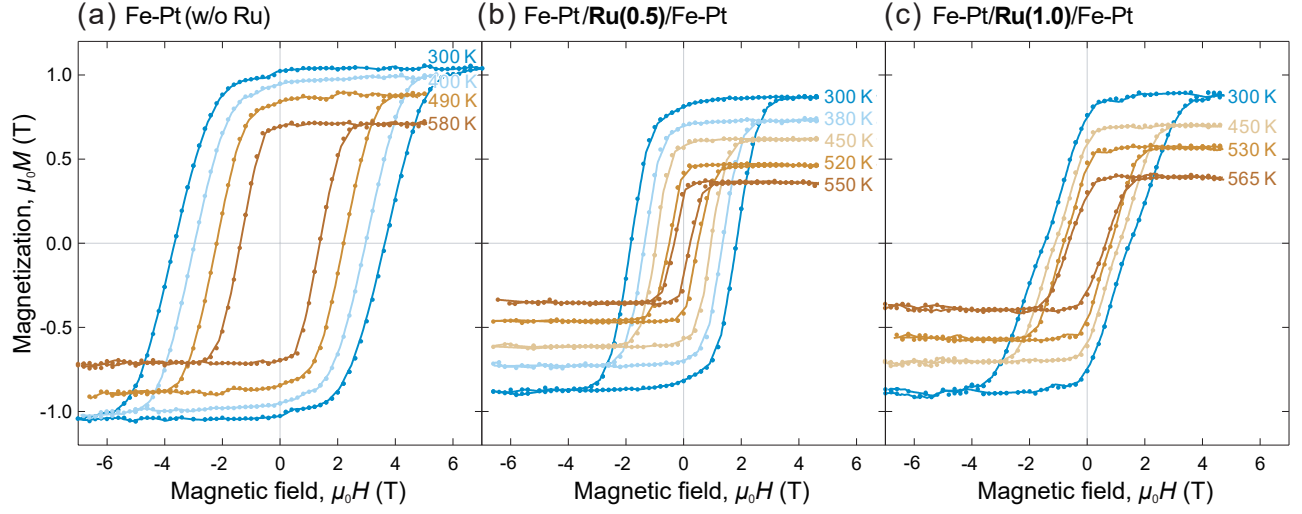 (a) Fe-Pt (w/o Ru)
(b) Fe-Pt/Ru(0.5)/Fe-Pt
(c) Fe-Pt/Ru(1.0)/Fe-Pt
Magnetization, μ₀M (T)
1.0
0.5
0.0
-0.5
-1.0
300 K
400 K
490 K
580 K
300 K
380 K
450 K
520 K
550 K
300 K
450 K
530 K
565 K
-6 -4 -2 0 2 4 6
-6 -4 -2 0 2 4 6
-6 -4 -2 0 2 4 6
Magnetic field, μ₀H (T)
Magnetic field, μ₀H (T)
Magnetic field, μ₀H (T)